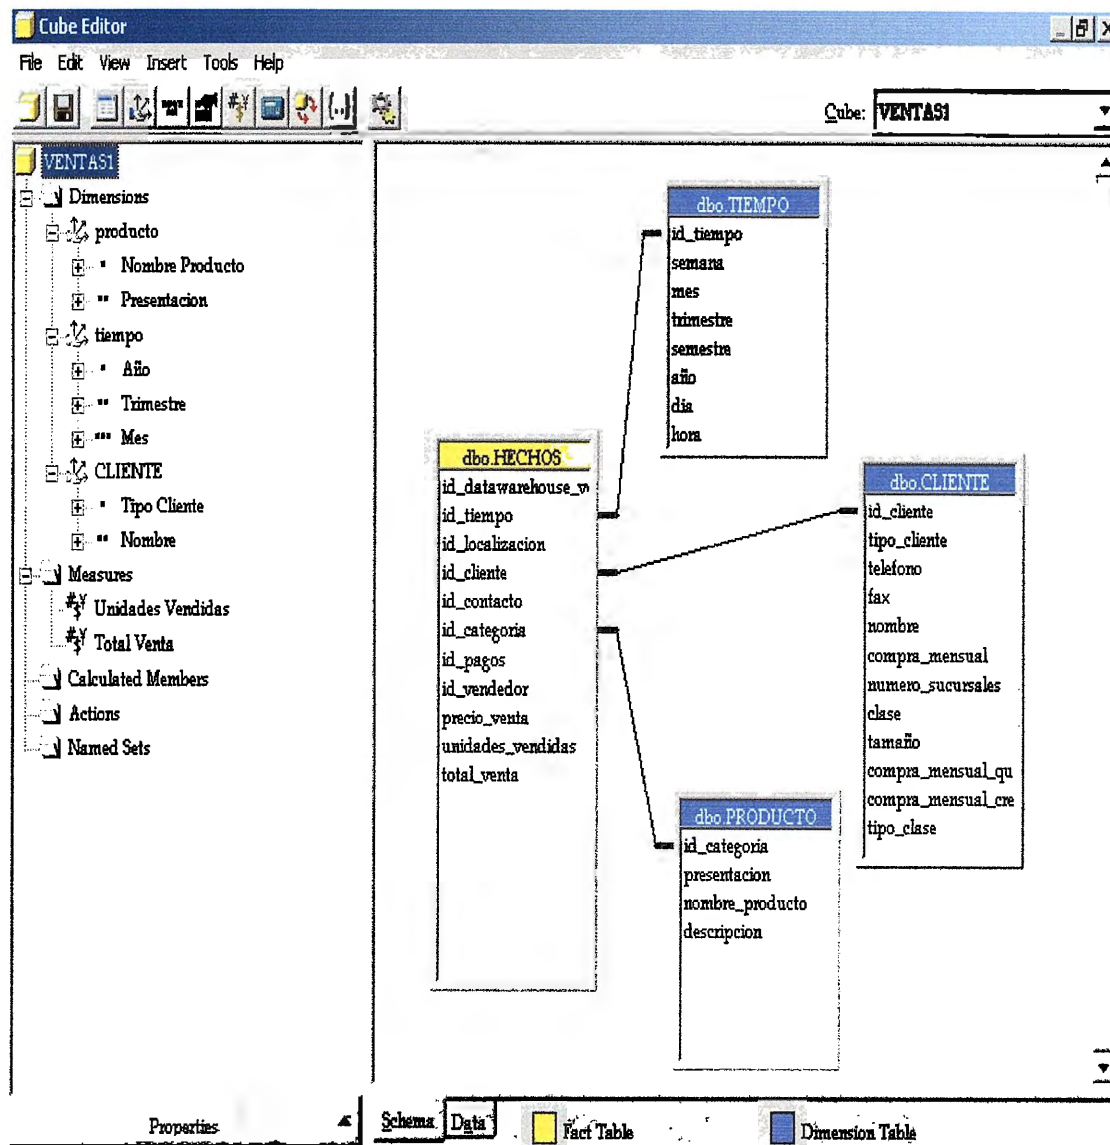 Cube Editor
File Edit View Insert Tools Help
Cube: VENTAS1
VENTAS1
Dimensions
producto
Nombre Producto
Presentacion
tiempo
Año
Trimestre
Mes
CLIENTE
Tipo Cliente
Nombre
Measures
Unidades Vendidas
Total Venta
Calculated Members
Actions
Named Sets
Properties
dbo.TIEMPO
id_tiempo
semana
mes
trimestre
semestre
año
dia
hora
dbo.HECHOS
id_datawarehouse_v
id_tiempo
id_localizacion
id_cliente
id_contacto
id_categoria
id_pagos
id_vendedor
precio_venta
unidades_vendidas
total_venta
dbo.CLIENTE
id_cliente
tipo_cliente
telefono
fax
nombre
compra_mensual
numero_sucursales
clase
tamaño
compra_mensual_qu
compra_mensual_cre
tipo_clase
dbo.PRODUCTO
id_categoria
presentacion
nombre_producto
descripcion
Schema Data Fact Table Dimension Table